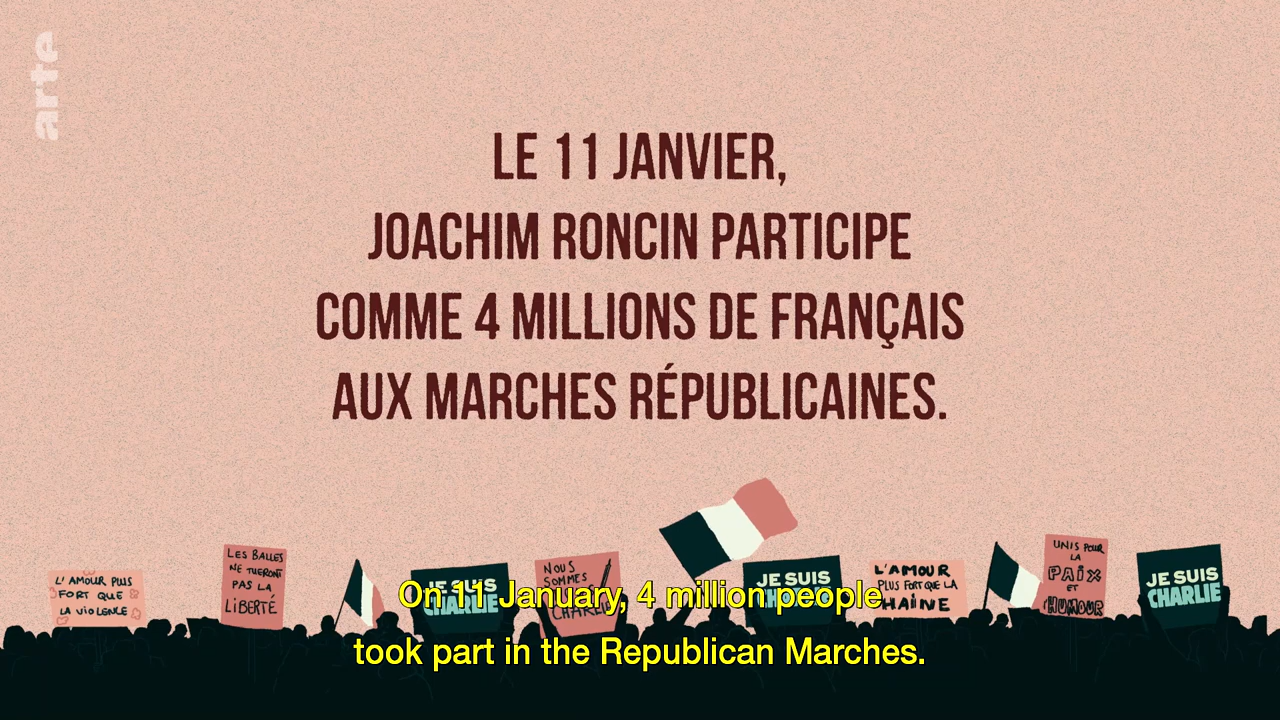 arte
LE 11 JANVIER,
JOACHIM RONCIN PARTICIPE
COMME 4 MILLIONS DE FRANÇAIS
AUX MARCHES RÉPUBLICAINES.
L'AMOUR PLUS
FORT QUE
LA VIOLENCE
LES BALLES
NE TUERONT
PAS LA
LIBERTÉ
JE SUIS
CHARLIE
NOUS
SOMMES
CHARLIE
JE SUIS
CHARLIE
L'AMOUR
PLUS FORT QUE LA
HAINE
UNIS POUR
LA
PAIX
ET
HUMOUR
JE SUIS
CHARLIE
On 11 January, 4 million people
took part in the Republican Marches.